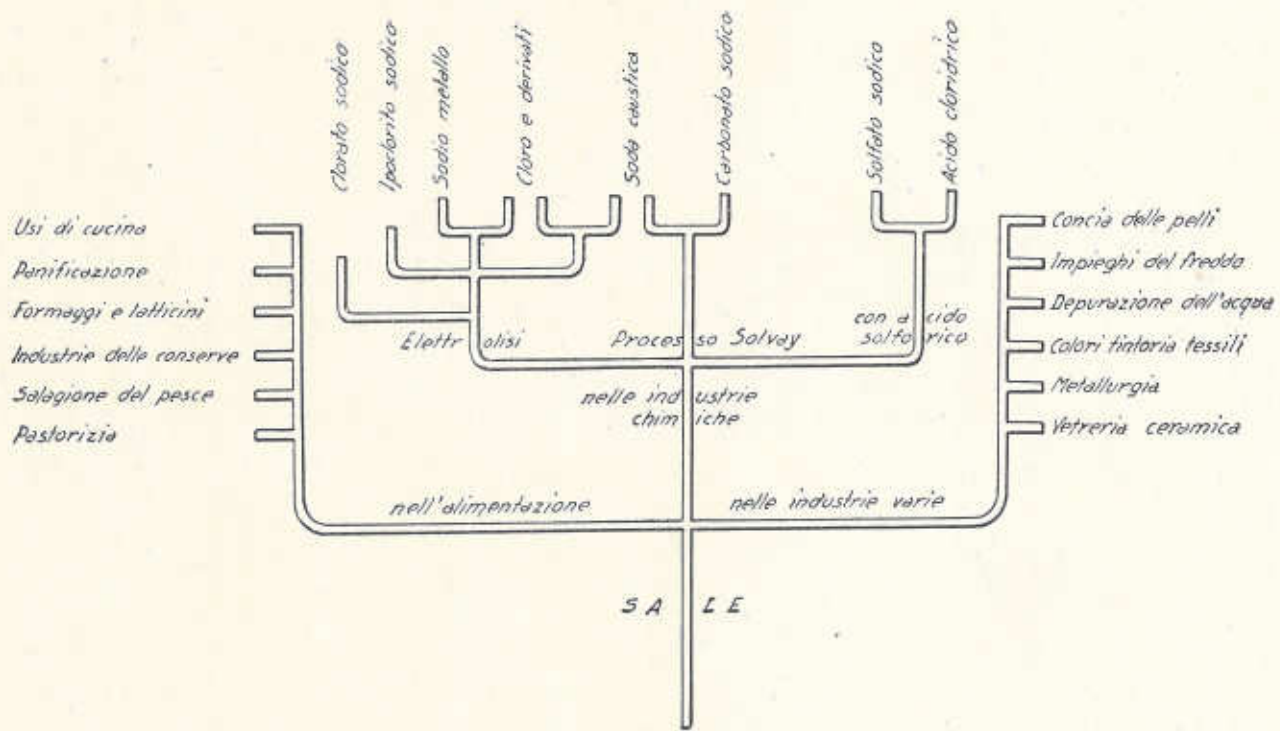 Clorato sodico
Ipoclorito sodico
Sodio metallo
Cloro e derivati
Soda caustica
Carbonato sodico
Solfato sodico
Acido cloridrico
Usi di cucina
Panificazione
Formaggi e latticini
Industrie delle conserve
Salagione del pesce
Pastorizia
Elettrolisi
Processo Solvay
con acido
solforico
nelle industrie
chimiche
Concia delle pelli
Impieghi del freddo
Depurazione dell'acqua
Colori tintoria tessili
Metallurgia
Vetreria ceramica
nell'alimentazione
nelle industrie varie
SALE